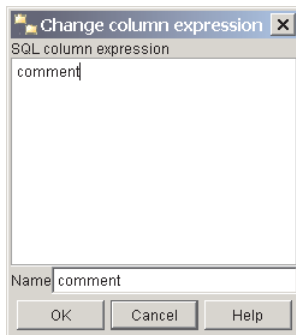 Change column expression
SQL column expression
comment
Name comment
OK Cancel Help